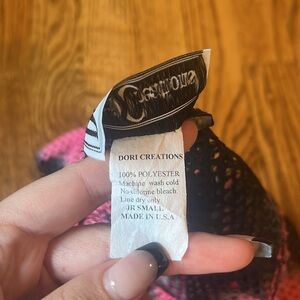 DORI CREATIONS
100% POLYESTER
Machine wash cold
No chlorine bleach.
Line dry only
JR SMALL
MADE IN U.S.A